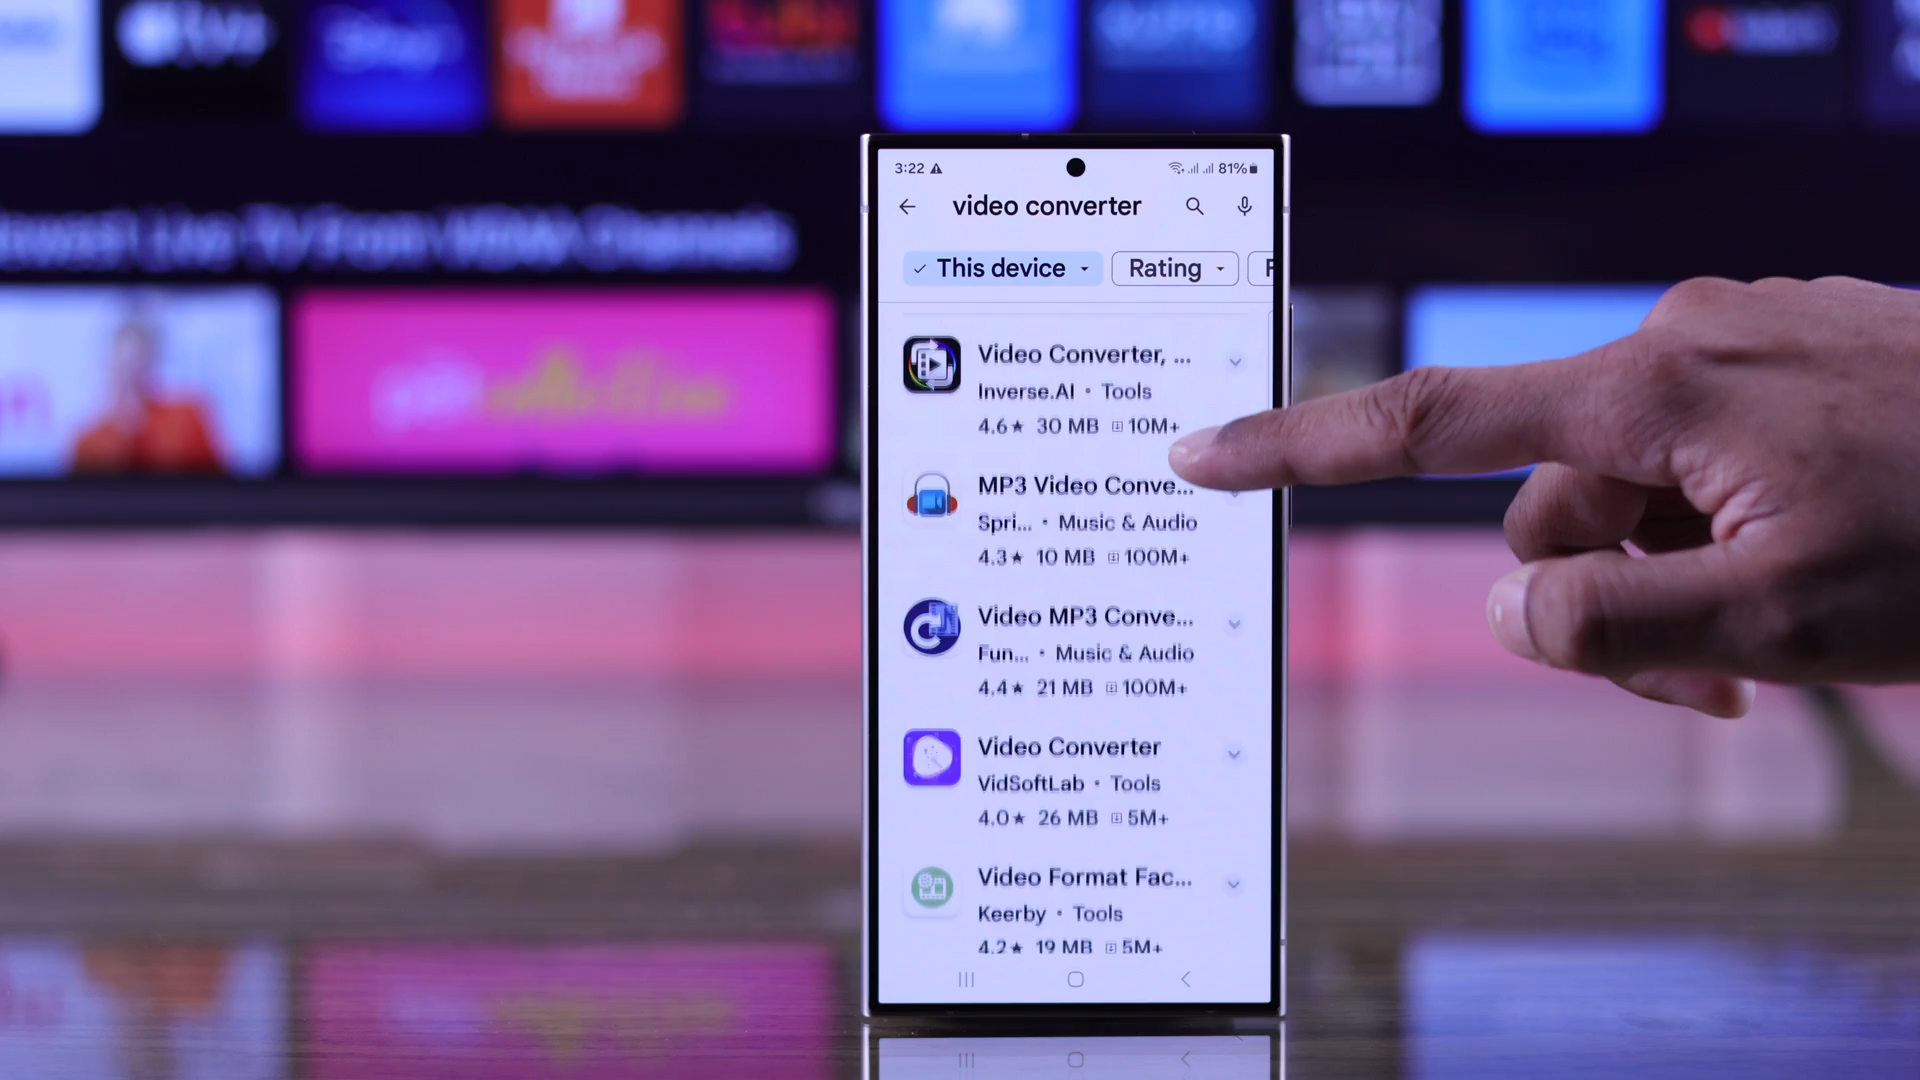 3:22
81%
video converter
This device
Rating
F
Video Converter, ...
Inverse.AI • Tools
4.6★ 30 MB 10M+
MP3 Video Conve...
Spri... • Music & Audio
4.3★ 10 MB 100M+
Video MP3 Conve...
Fun... • Music & Audio
4.4★ 21 MB 100M+
Video Converter
VidSoftLab • Tools
4.0★ 26 MB 5M+
Video Format Fac...
Keerby • Tools
4.2★ 19 MB 5M+